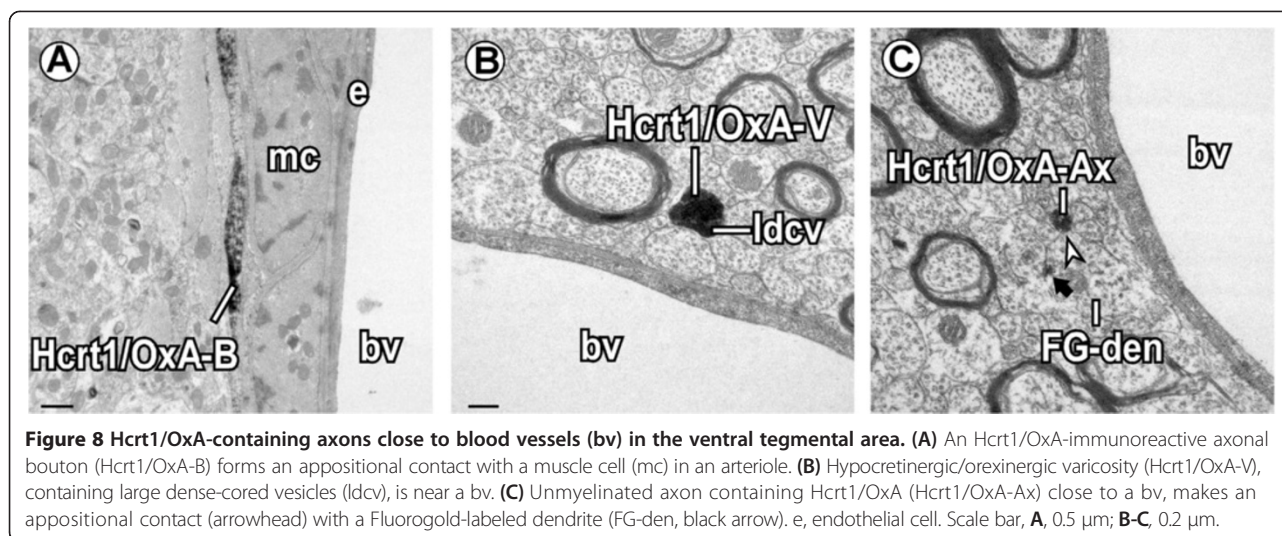 A
e
mc
Hcrt1/OxA-B
bv
B
Hcrt1/OxA-V
ldcv
bv
C
Hcrt1/OxA-Ax
bv
FG-den
Figure 8 Hcrt1/OxA-containing axons close to blood vessels (bv) in the ventral tegmental area. (A) An Hcrt1/OxA-immunoreactive axonal
bouton (Hcrt1/OxA-B) forms an appositional contact with a muscle cell (mc) in an arteriole. (B) Hypocretinergic/orexinergic varicosity (Hcrt1/OxA-V),
containing large dense-cored vesicles (ldcv), is near a bv. (C) Unmyelinated axon containing Hcrt1/OxA (Hcrt1/OxA-Ax) close to a bv, makes an
appositional contact (arrowhead) with a Fluorogold-labeled dendrite (FG-den, black arrow). e, endothelial cell. Scale bar, A, 0.5 μm; B-C, 0.2 μm.